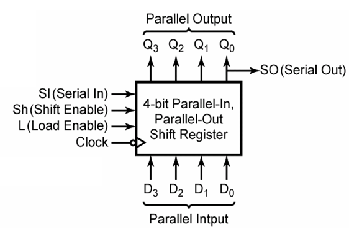 Parallel Output
Q3 Q2 Q1 Q0
SO (Serial Out)
SI (Serial In)
Sh (Shift Enable)
L (Load Enable)
Clock
4-bit Parallel-In,
Parallel-Out
Shift Register
D3 D2 D1 D0
Parallel Intput